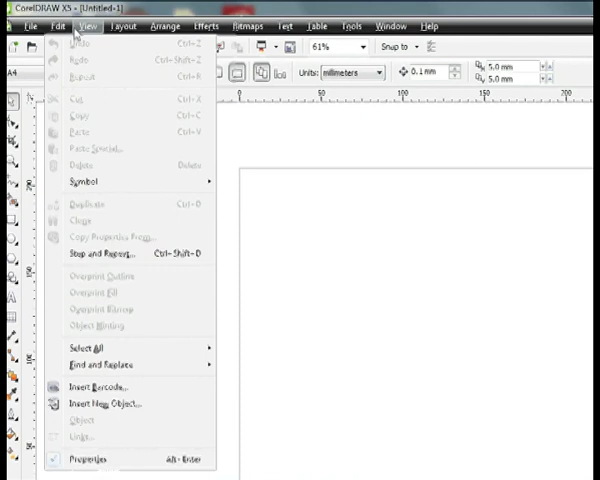 CorelDRAW X5 - [Untitled-1]
File Edit View Layout Arrange Effects Bitmaps Text Table Tools Window Help
61% Snap to
A4 Units: millimeters 0.1 mm 5.0 mm
5.0 mm
0 50 100 150 200
Undo Ctrl-Z
Redo Ctrl-Shift-Z
Repeat Ctrl-R
Cut Ctrl-X
Copy Ctrl-C
Paste Ctrl-V
Paste Special...
Delete Delete
Symbol
200
Duplicate Ctrl-D
Clone
Copy Properties From...
Step and Repeat... Ctrl-Shift-D
150
Overprint Outline
Overprint Fill
Overprint Bitmap
Object Hinting
Select All
100
Find and Replace
Insert Barcode...
Insert New Object...
Object
Links...
50
Properties Alt-Enter